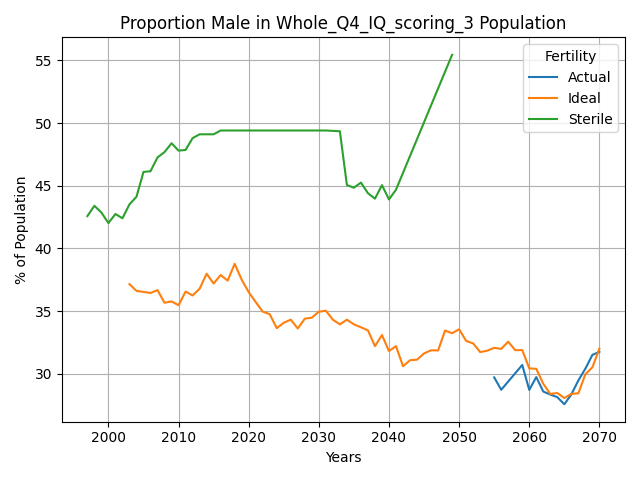 Proportion Male in Whole_Q4_IQ_scoring_3 Population
% of Population
55
50
45
40
35
30
Fertility
Actual
Ideal
Sterile
2000 2010 2020 2030 2040 2050 2060 2070
Years